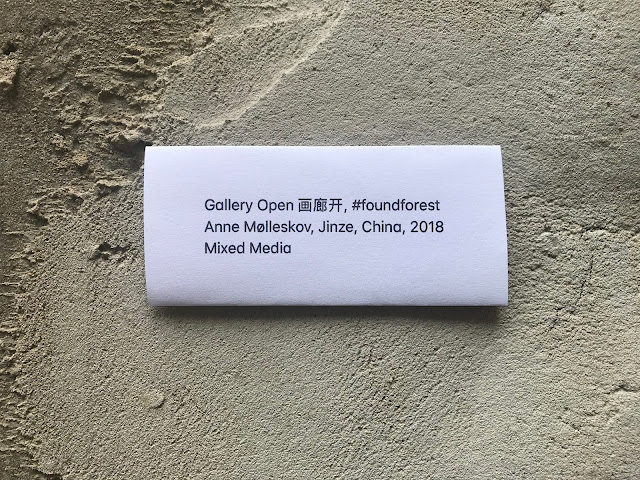 Gallery Open 画廊开, #foundforest
Anne Mølleskov, Jinze, China, 2018
Mixed Media